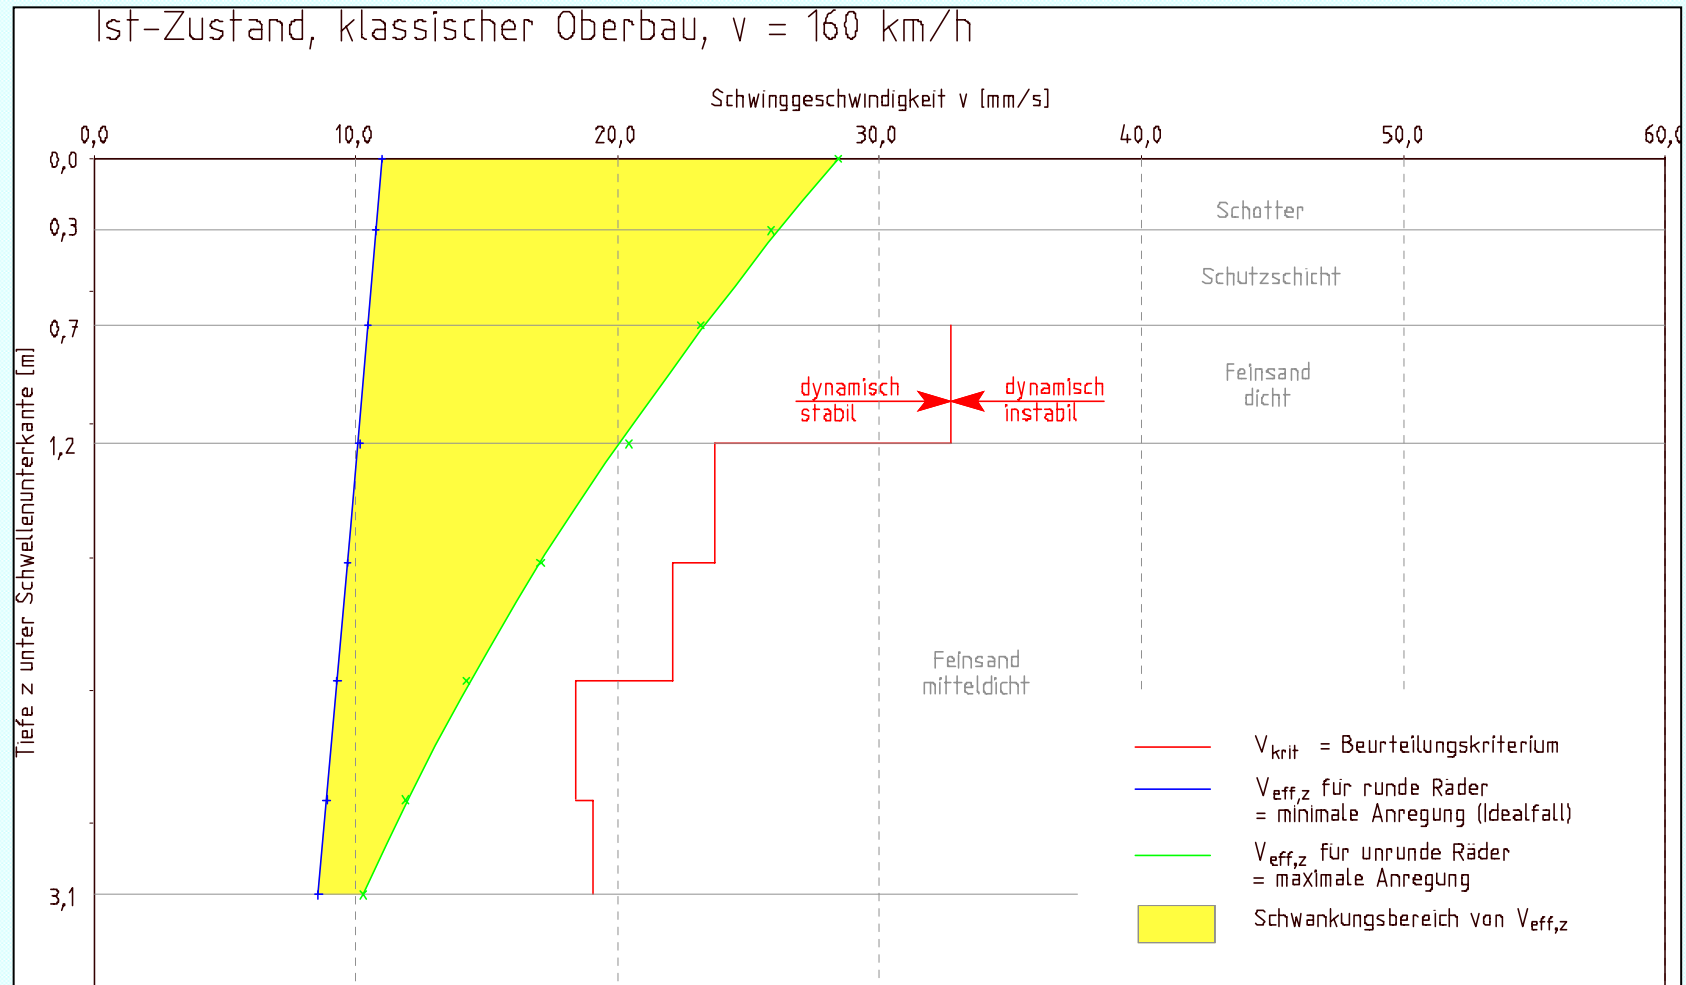 Ist-Zustand, klassischer Oberbau, v = 160 km/h
Schwinggeschwindigkeit v [mm/s]
0,0 10,0 20,0 30,0 40,0 50,0 60,0
0,0
0,3
0,7
1,2
3,1
Tiefe z unter Schwellenunterkante [m]
Schotter
Schutzschicht
Feinsand
dicht
dynamisch
stabil
dynamisch
instabil
Feinsand
mitteldicht
Vkrit = Beurteilungskriterium
Veff,z für runde Räder
= minimale Anregung (Idealfall)
Veff,z für unrunde Räder
= maximale Anregung
Schwankungsbereich von Veff,z